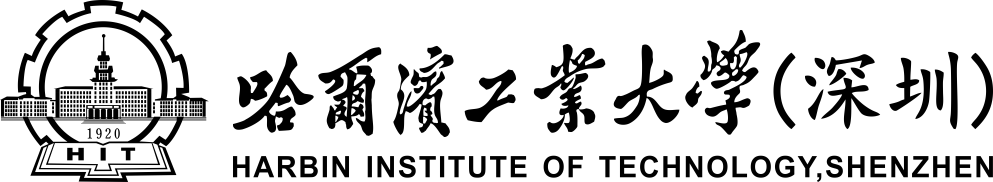 1920
HIT
哈爾濱工業大學(深圳)
HARBIN INSTITUTE OF TECHNOLOGY,SHENZHEN